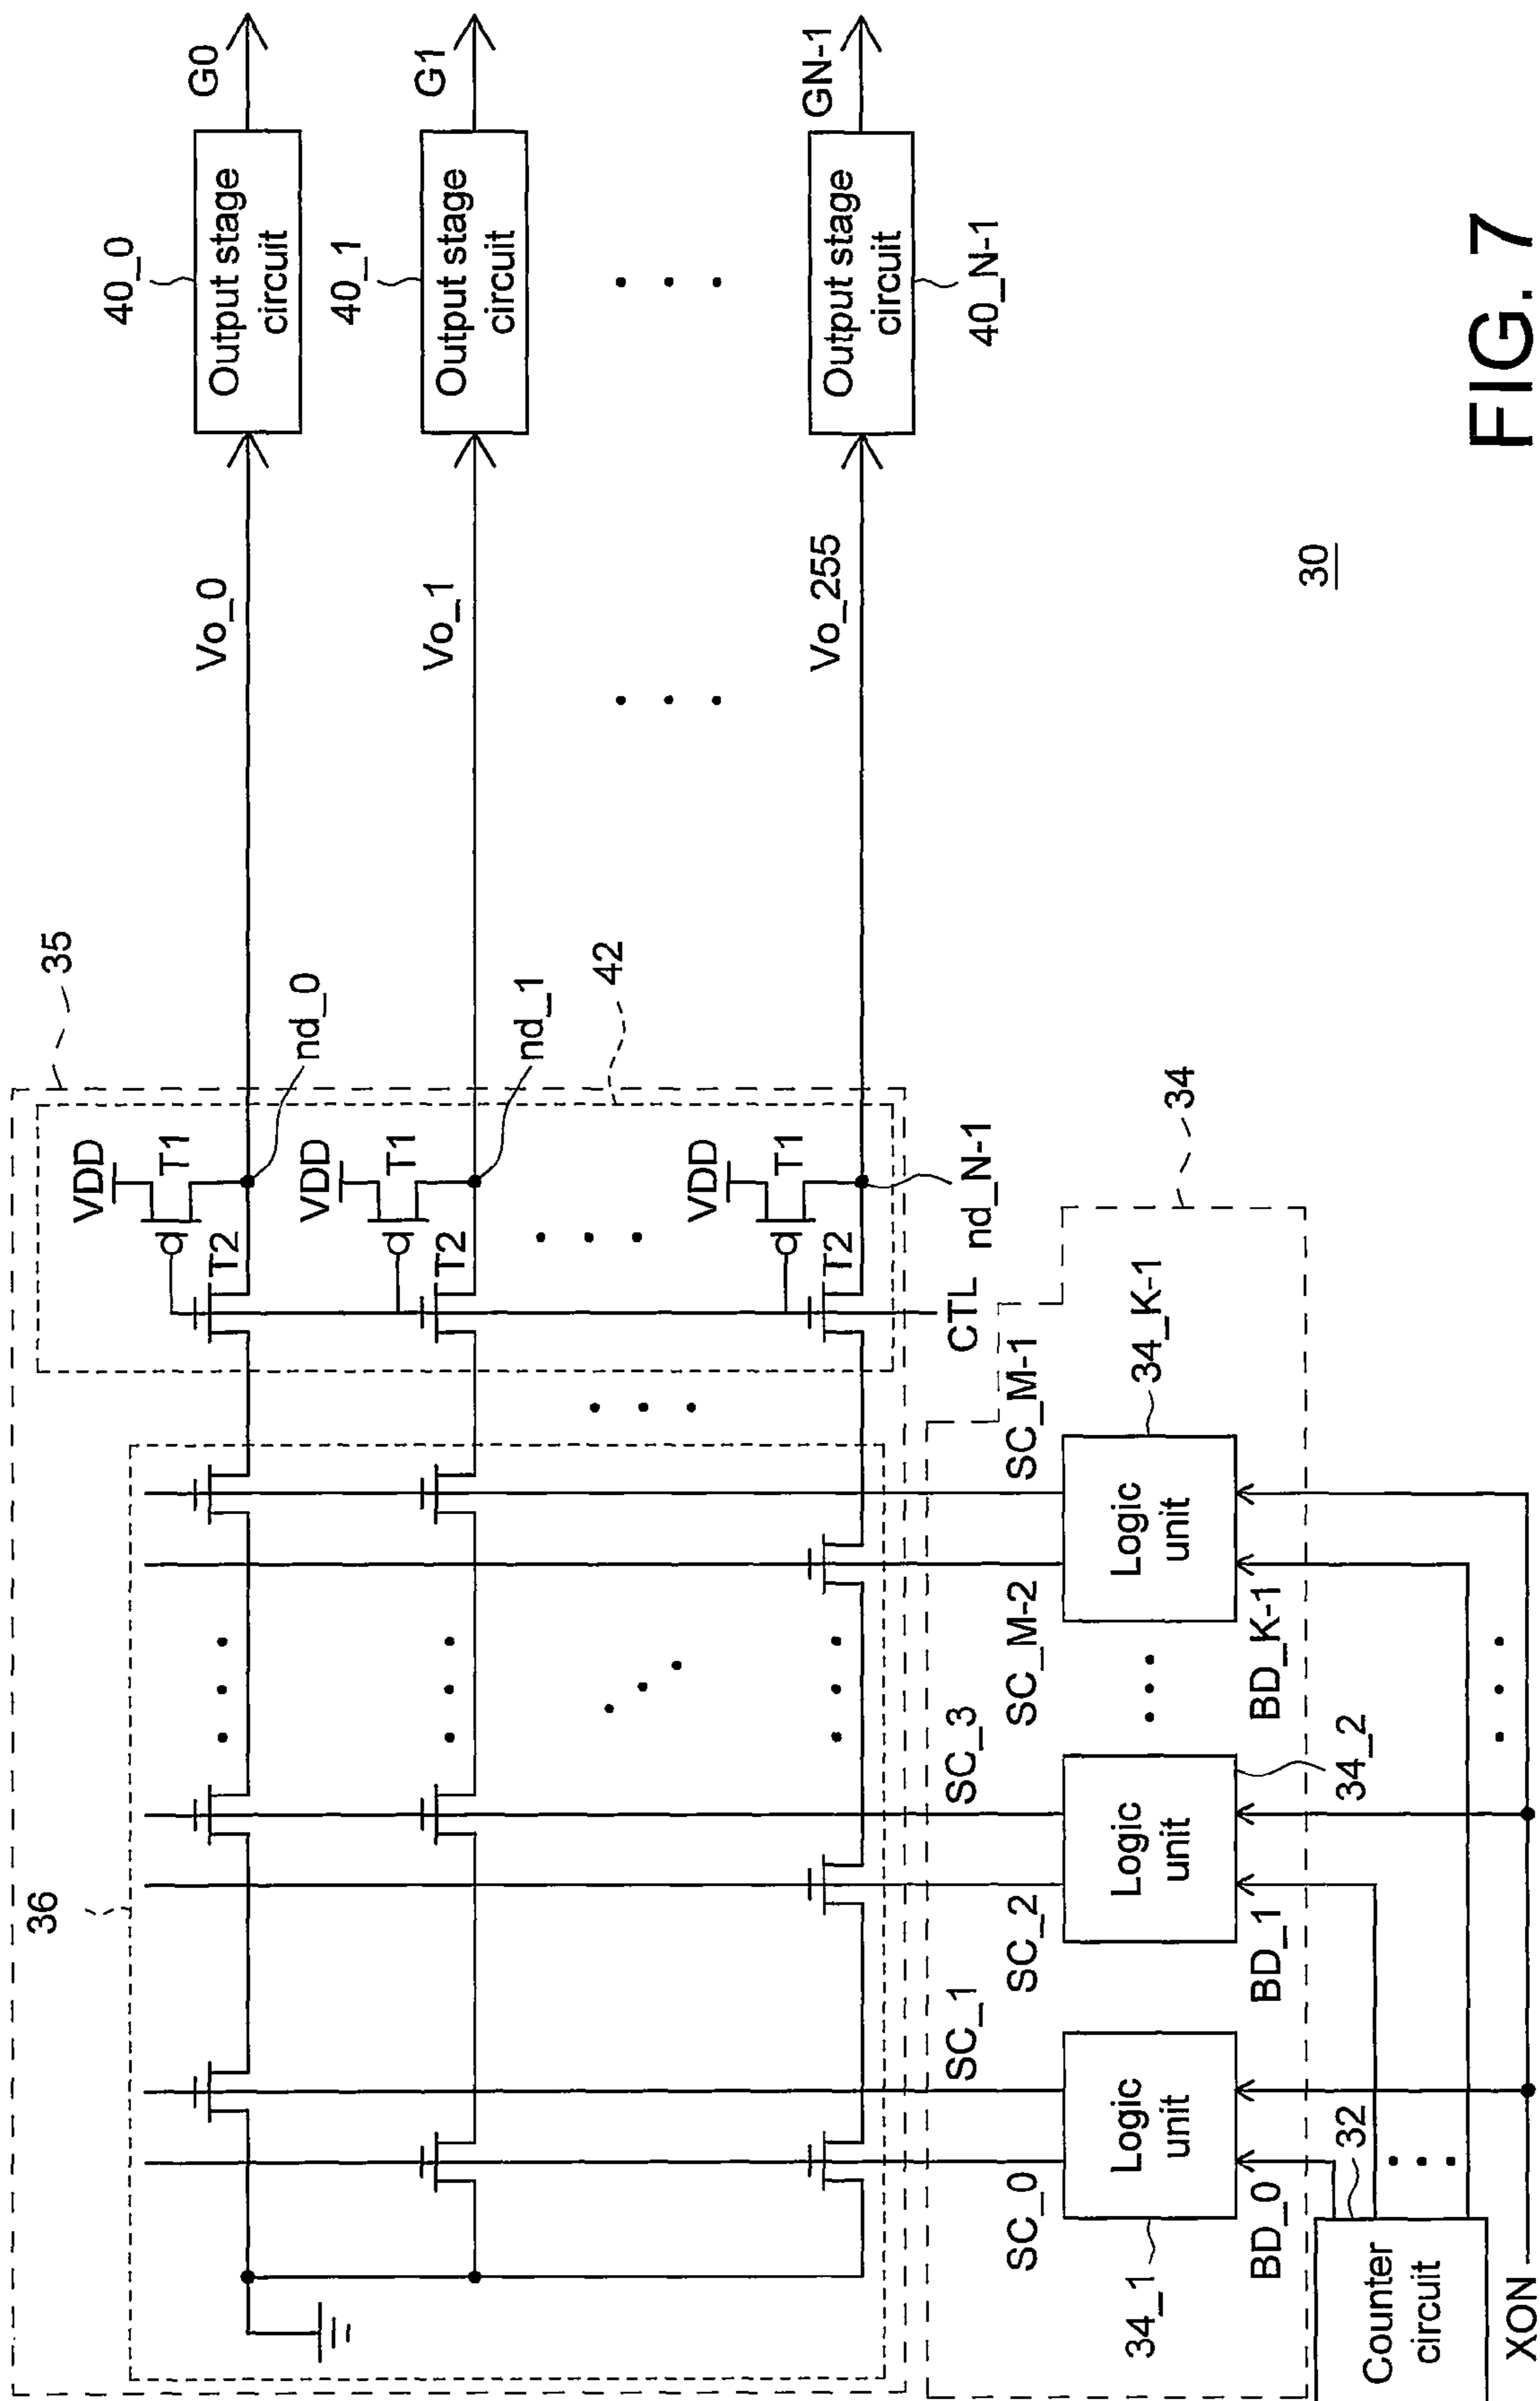 35
VDD
T1
T2
nd_0
Vo_0
40_0
Output stage
circuit
G0
VDD
T1
T2
nd_1
Vo_1
40_1
Output stage
circuit
G1
42
VDD
T1
T2
nd_N-1
Vo_255
Output stage
circuit
40_N-1
GN-1
36
CTL
SC_0
SC_1
SC_2
SC_3
SC_M-2
SC_M-1
34
34_1
Logic
unit
Logic
unit
34_2
Logic
unit
34_K-1
BD_0
BD_1
BD_K-1
Counter
circuit
32
XON
30
FIG. 7